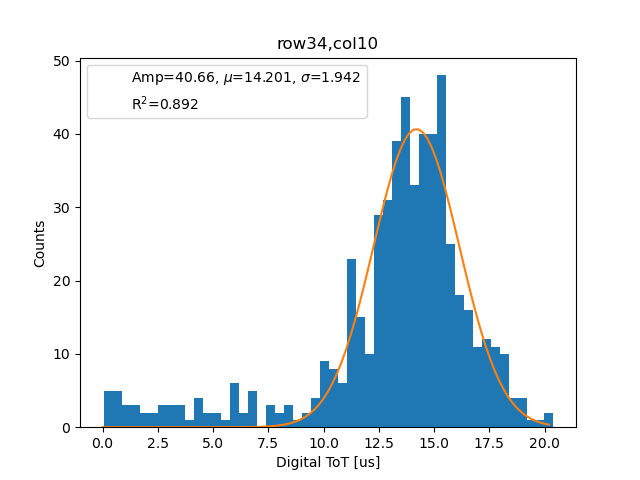 row34,col10
Amp=40.66, μ=14.201, σ=1.942
R²=0.892
50
40
30
20
10
0
Counts
0.0 2.5 5.0 7.5 10.0 12.5 15.0 17.5 20.0
Digital ToT [us]